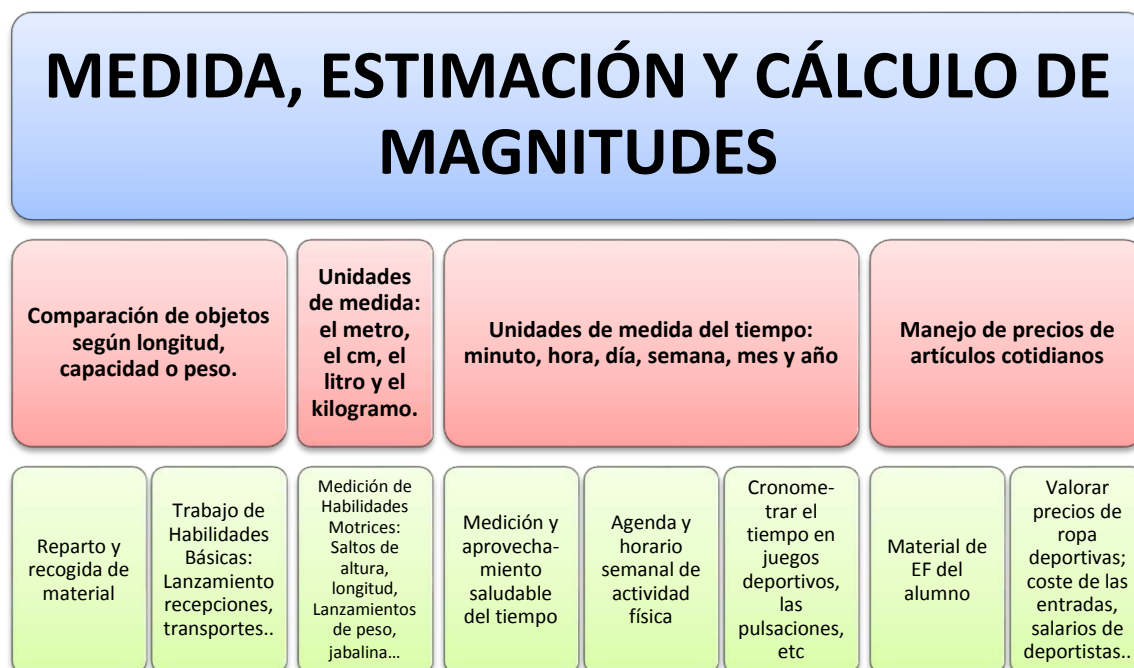 MEDIDA, ESTIMACIÓN Y CÁLCULO DE
MAGNITUDES
Comparación de objetos
según longitud,
capacidad o peso.
Unidades
de medida:
el metro,
el cm, el
litro y el
kilogramo.
Unidades de medida del tiempo:
minuto, hora, día, semana, mes y año
Manejo de precios de
artículos cotidianos
Reparto y
recogida de
material
Trabajo de
Habilidades
Básicas:
Lanzamiento
recepciones,
transportes..
Medición de
Habilidades
Motrices:
Saltos de
altura,
longitud,
Lanzamientos
de peso,
jabalina...
Medición y
aprovecha-
miento
saludable
del tiempo
Agenda y
horario
semanal de
actividad
física
Cronome-
trar el
tiempo en
juegos
deportivos,
las
pulsaciones,
etc
Material de
EF del
alumno
Valorar
precios de
ropa
deportivas;
coste de las
entradas,
salarios de
deportistas..